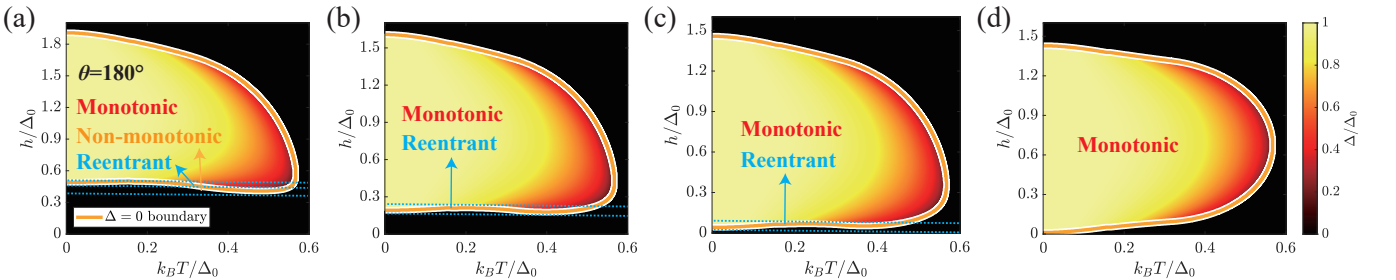 (a)
h/Δ0
1.8
1.5
1.2
0.9
0.6
0.3
0
θ=180°
Monotonic
Non-monotonic
Reentrant
Δ = 0 boundary
0
0.2
0.4
0.6
kBT/Δ0
(b)
h/Δ0
1.5
1.2
0.9
0.6
0.3
0
Monotonic
Reentrant
0
0.2
0.4
0.6
kBT/Δ0
(c)
h/Δ0
1.5
1.2
0.9
0.6
0.3
0
Monotonic
Reentrant
0
0.2
0.4
0.6
kBT/Δ0
(d)
h/Δ0
1.5
1.2
0.9
0.6
0.3
0
Monotonic
0
0.2
0.4
0.6
kBT/Δ0
1
0.8
0.6
0.4
0.2
0
Δ/Δ0